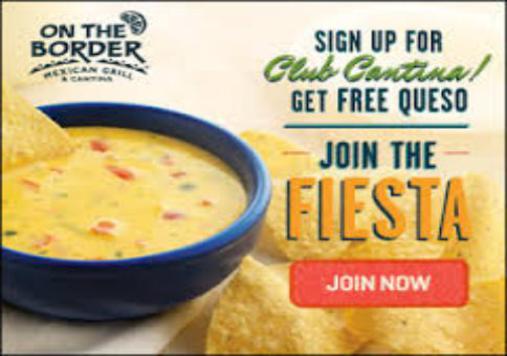 ON THE
BORDER
MEXICAN GRILL
& CANTINA
SIGN UP FOR
Club Cantina!
GET FREE QUESO
JOIN THE
FIESTA
JOIN NOW